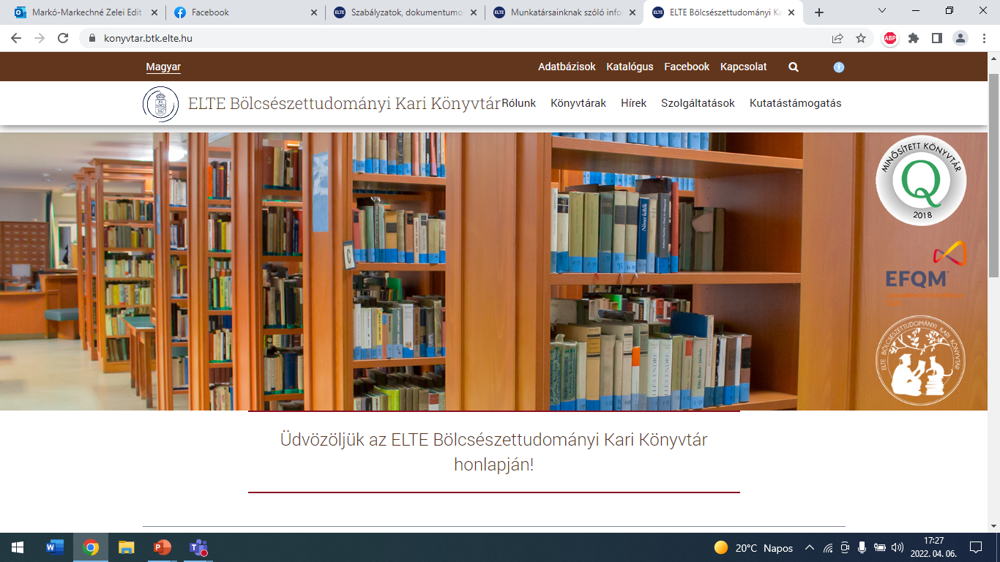 Markó-Markechné Zelei Edit
Facebook
Szabályzatok, dokumentumo
Munkatársainknak szóló info
ELTE Bölcsészettudományi Ka
konyvtar.btk.elte.hu
ABP
Magyar
Adatbázisok Katalógus Facebook Kapcsolat
ELTE Bölcsészettudományi Kari Könyvtár
Rólunk Könyvtárak Hírek Szolgáltatások Kutatástámogatás
MINŐSÍTETT KÖNYVTÁR
Q
2018
EFQM
ELTE BÖLCSÉSZETTUDOMÁNYI KARI KÖNYVTÁR
C
Üdvözöljük az ELTE Bölcsészettudományi Kari Könyvtár
honlapján!
20°C Napos
17:27
2022. 04. 06.